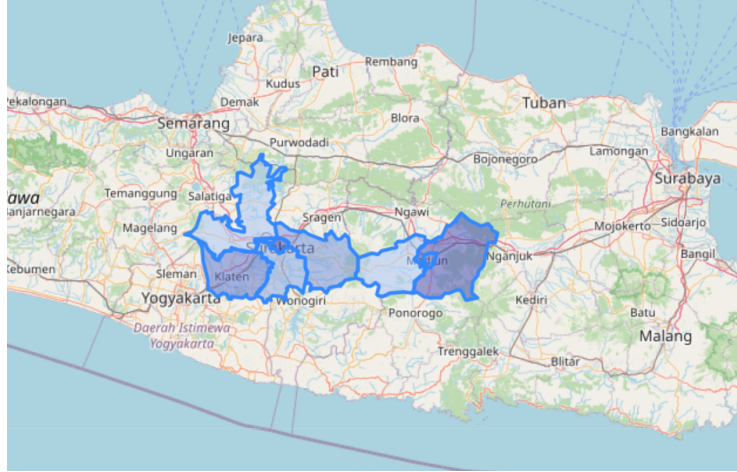 Jepara
Pati
Rembang
Kudus
Pekalongan
Demak
Tuban
Semarang
Blora
Bangkalan
Purwodadi
Ungaran
Lamongan
Bojonegoro
Surabaya
awa
Temanggung
Salatiga
Perhutani
Banjarnegara
Sragen
Ngawi
Magelang
Mojokerto
Sidoarjo
Surakarta
Bangil
Nganjuk
Kebumen
Sleman
Klaten
Yogyakarta
Wonogiri
Kediri
Ponorogo
Batu
Daerah Istimewa
Yogyakarta
Malang
Trenggalek
Blitar